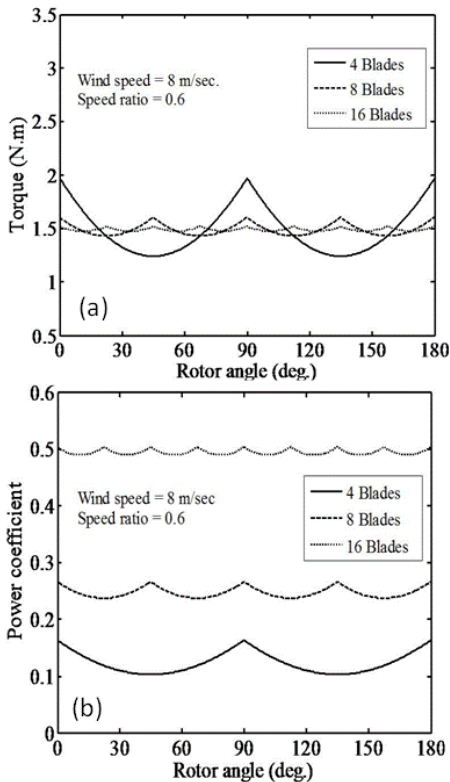 3.5
3
2.5
2
1.5
1
0.5
Torque (N.m)
Wind speed = 8 m/sec.
Speed ratio = 0.6
4 Blades
8 Blades
16 Blades
(a)
0 30 60 90 120 150 180
Rotor angle (deg.)
0.6
0.5
0.4
0.3
0.2
0.1
0
Power coefficient
Wind speed = 8 m/sec
Speed ratio = 0.6
4 Blades
8 Blades
16 Blades
(b)
0 30 60 90 120 150 180
Rotor angle (deg.)